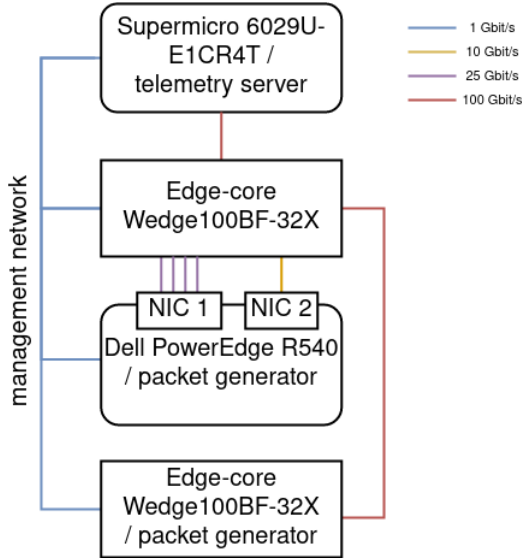 Supermicro 6029U-
E1CR4T /
telemetry server
1 Gbit/s
10 Gbit/s
25 Gbit/s
100 Gbit/s
management network
Edge-core
Wedge100BF-32X
NIC 1
NIC 2
Dell PowerEdge R540
/ packet generator
Edge-core
Wedge100BF-32X
/ packet generator